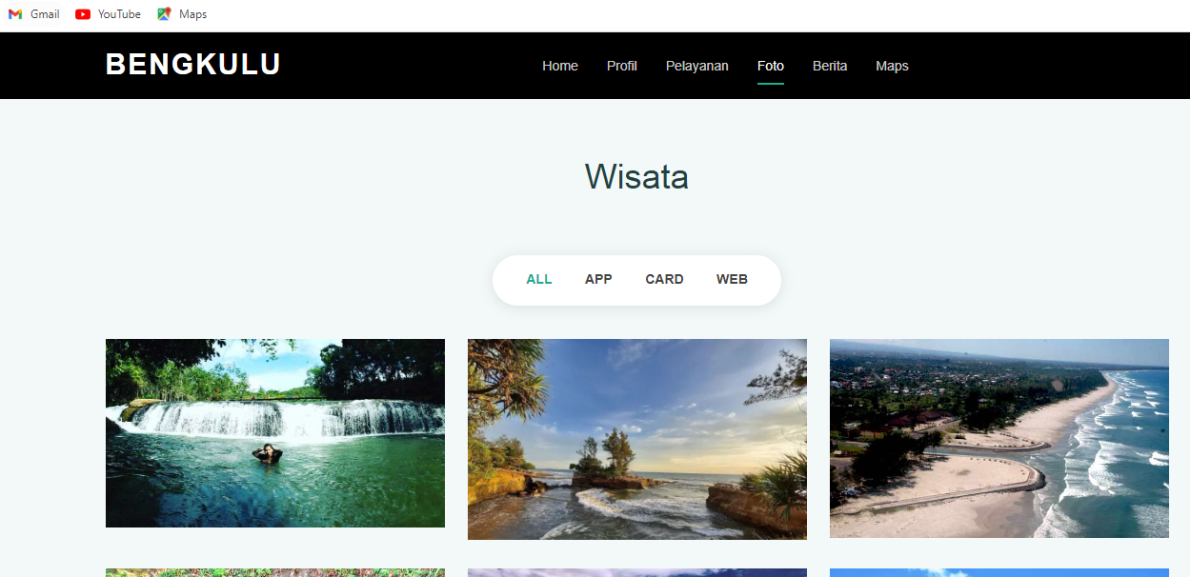 Gmail YouTube Maps
BENGKULU Home Profil Pelayanan Foto Berita Maps
Wisata
ALL APP CARD WEB